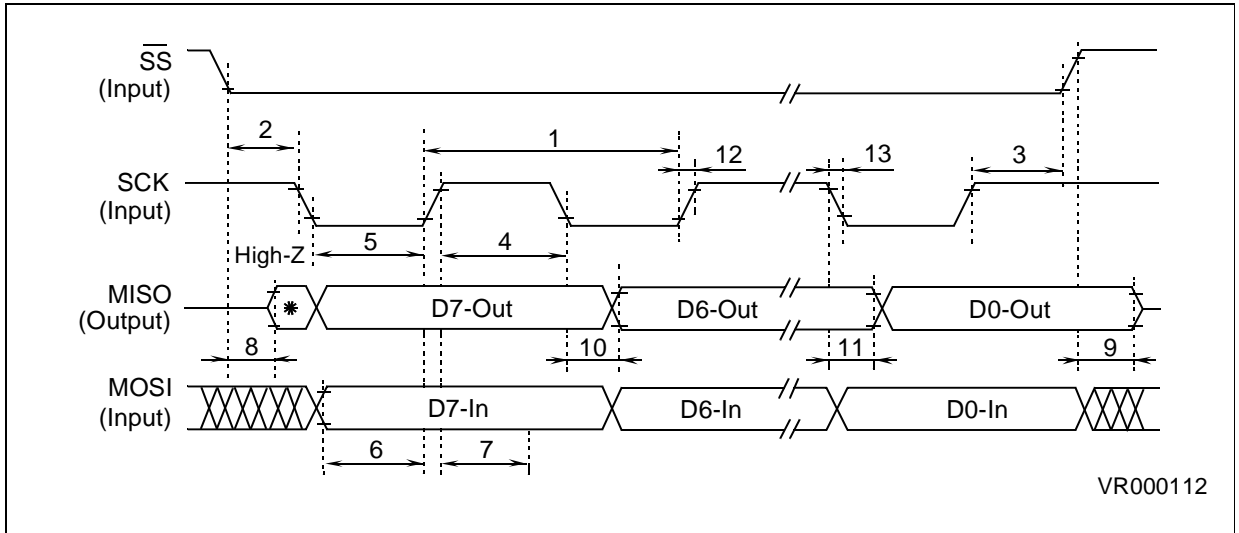 SS
(Input)
2
1
12
13
3
SCK
(Input)
5
4
High-Z
MISO
(Output)
*
D7-Out
D6-Out
D0-Out
8
10
11
9
MOSI
(Input)
D7-In
D6-In
D0-In
6
7
VR000112